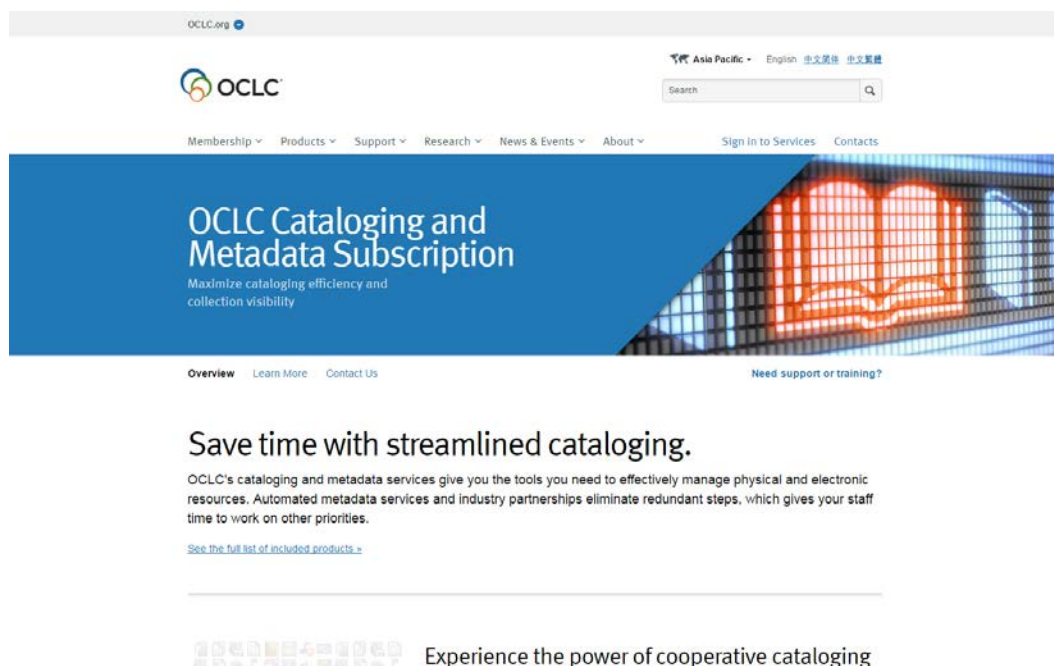 OCLC.org
Asia Pacific English 中文简体 中文繁體
OCLC
Search
Membership Products Support Research News & Events About Sign in to Services Contacts
OCLC Cataloging and
Metadata Subscription
Maximize cataloging efficiency and
collection visibility
Overview Learn More Contact Us Need support or training?
Save time with streamlined cataloging.
OCLC's cataloging and metadata services give you the tools you need to effectively manage physical and electronic
resources. Automated metadata services and industry partnerships eliminate redundant steps, which gives your staff
time to work on other priorities.
See the full list of included products »
Experience the power of cooperative cataloging